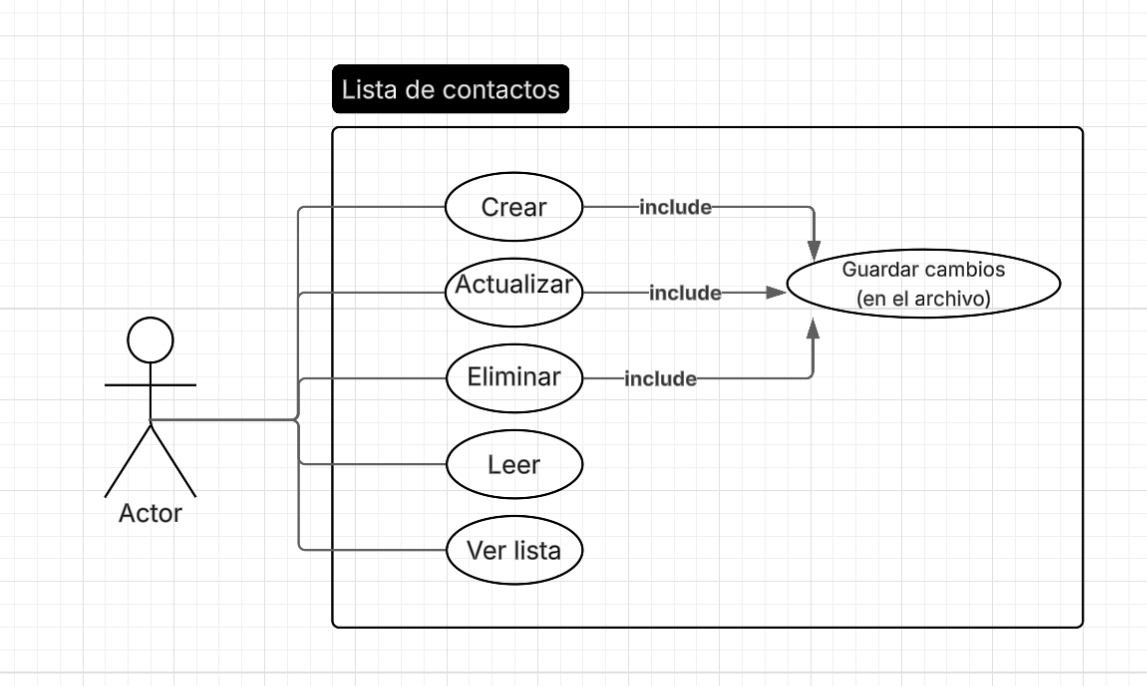 Lista de contactos
Crear
include
Actualizar
include
Guardar cambios
(en el archivo)
Eliminar
include
Leer
Ver lista
Actor